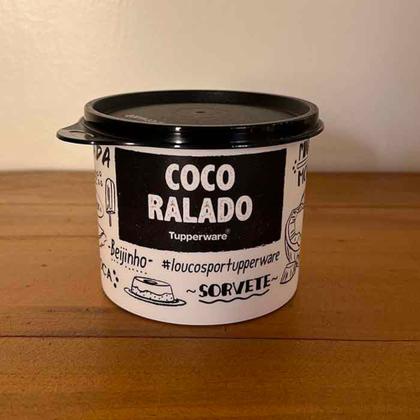 COCO
RALADO
Tupperware®
-Beijinho-
#loucosportupperware
~SORVETE~